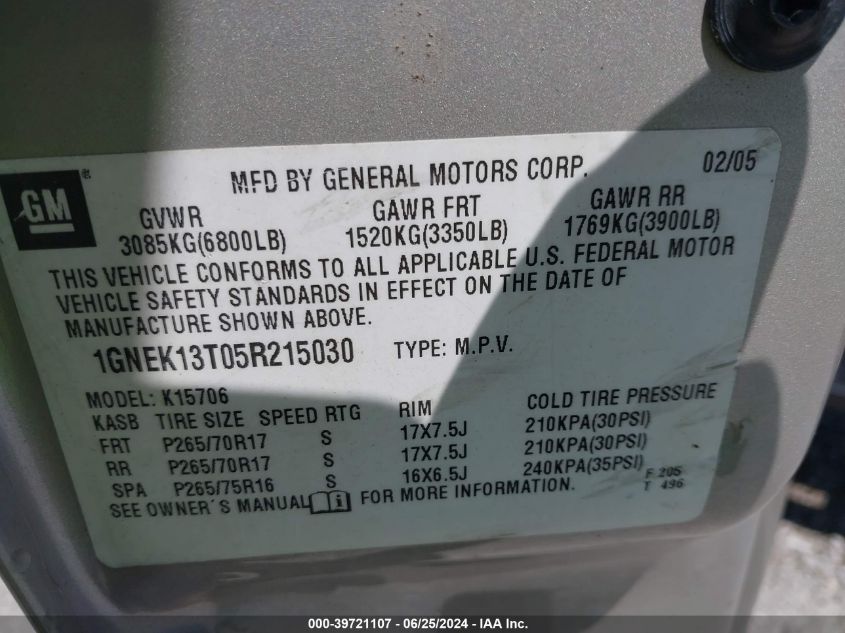 GM ®
MFD BY GENERAL MOTORS CORP. 02/05
GVWR GAWR FRT GAWR RR
3085KG(6800LB) 1520KG(3350LB) 1769KG(3900LB)
THIS VEHICLE CONFORMS TO ALL APPLICABLE U.S. FEDERAL MOTOR
VEHICLE SAFETY STANDARDS IN EFFECT ON THE DATE OF
MANUFACTURE SHOWN ABOVE.
1GNEK13T05R215030 TYPE: M.P.V.
MODEL: K15706
KASB TIRE SIZE SPEED RTG RIM COLD TIRE PRESSURE
FRT P265/70R17 S 17X7.5J 210KPA(30PSI)
RR P265/70R17 S 17X7.5J 210KPA(30PSI)
SPA P265/75R16 S 16X6.5J 240KPA(35PSI)
SEE OWNER'S MANUAL i FOR MORE INFORMATION.
F 205
T 496
000-39721107 - 06/25/2024 - IAA Inc.